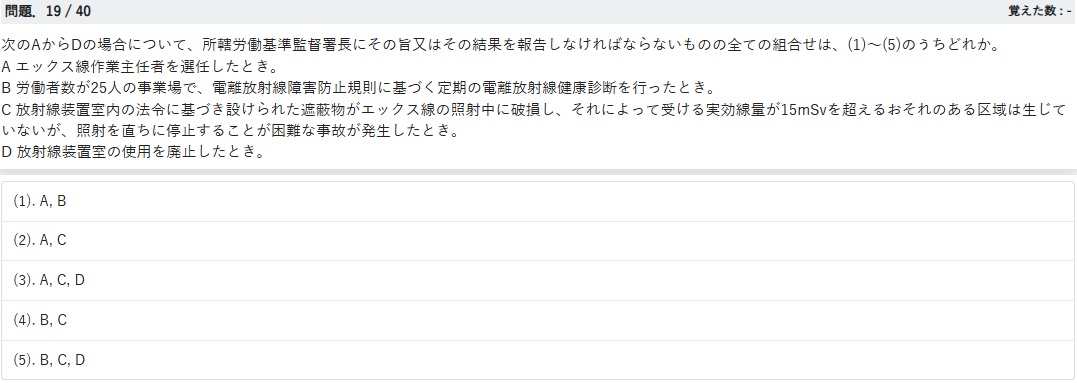 問題．19 / 40
覚えた数 : -
次のAからDの場合について、所轄労働基準監督署長にその旨又はその結果を報告しなければならないものの全ての組合せは、(1)～(5)のうちどれか。
A エックス線作業主任者を選任したとき。
B 労働者数が25人の事業場で、電離放射線障害防止規則に基づく定期の電離放射線健康診断を行ったとき。
C 放射線装置室内の法令に基づき設けられた遮蔽物がエックス線の照射中に破損し、それによって受ける実効線量が15mSvを超えるおそれのある区域は生じて
いないが、照射を直ちに停止することが困難な事故が発生したとき。
D 放射線装置室の使用を廃止したとき。
(1). A, B
(2). A, C
(3). A, C, D
(4). B, C
(5). B, C, D